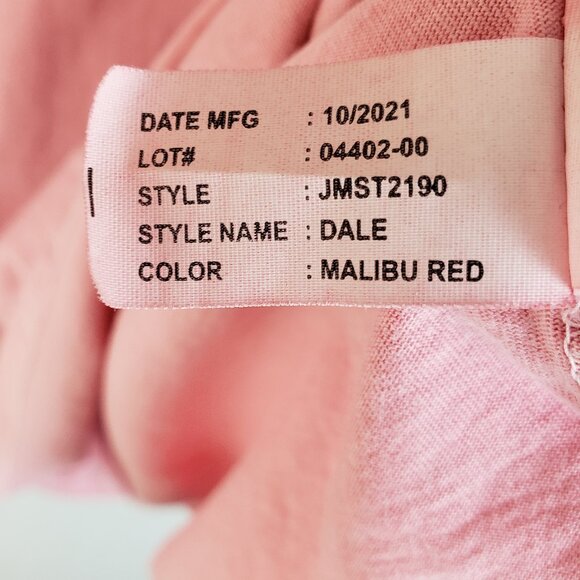 DATE MFG : 10/2021
LOT# : 04402-00
STYLE : JMST2190
STYLE NAME : DALE
COLOR : MALIBU RED